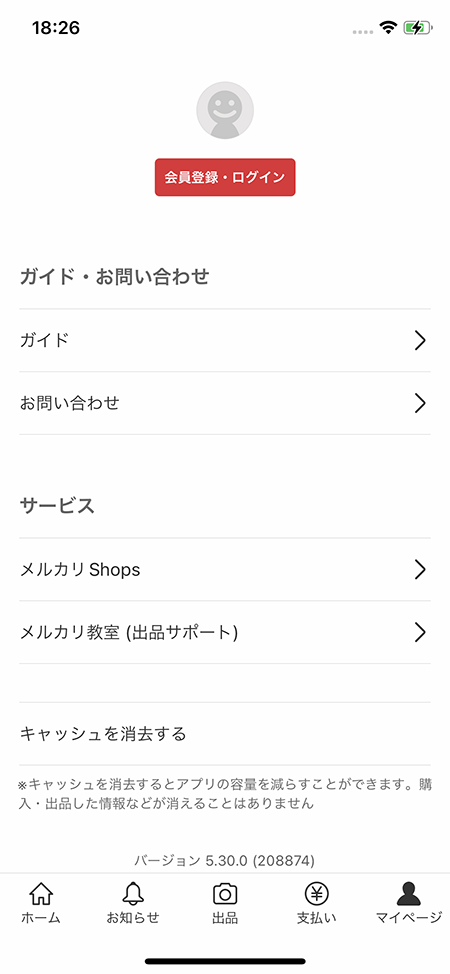 18:26
会員登録・ログイン
ガイド・お問い合わせ
ガイド
お問い合わせ
サービス
メルカリShops
メルカリ教室 (出品サポート)
キャッシュを消去する
※キャッシュを消去するとアプリの容量を減らすことができます。購
入・出品した情報などが消えることはありません
バージョン 5.30.0 (208874)
ホーム
お知らせ
出品
支払い
マイページ